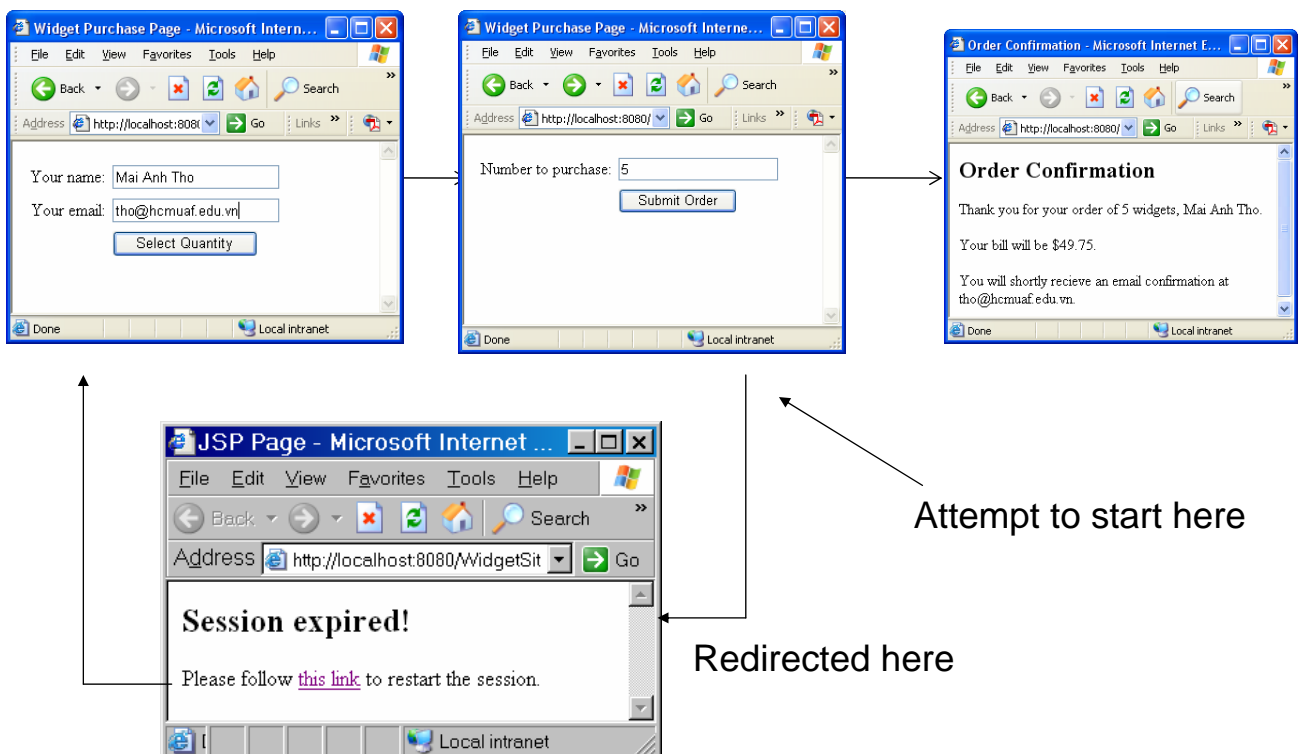 Widget Purchase Page - Microsoft Intern...
File Edit View Favorites Tools Help
Back Search »
Address http://localhost:808( Go Links »
Your name: Mai Anh Tho
Your email: tho@hcmuaf.edu.vn
Select Quantity
Done Local intranet
Widget Purchase Page - Microsoft Interne...
File Edit View Favorites Tools Help
Back Search »
Address http://localhost:8080/ Go Links »
Number to purchase: 5
Submit Order
Done Local intranet
Order Confirmation - Microsoft Internet E...
File Edit View Favorites Tools Help
Back Search »
Address http://localhost:8080/ Go Links »
Order Confirmation
Thank you for your order of 5 widgets, Mai Anh Tho.
Your bill will be $49.75.
You will shortly recieve an email confirmation at
tho@hcmuaf.edu.vn.
Done Local intranet
JSP Page - Microsoft Internet ...
File Edit View Favorites Tools Help
Back Search »
Address http://localhost:8080/WidgetSit Go
Session expired!
Please follow this link to restart the session.
Local intranet
Attempt to start here
Redirected here